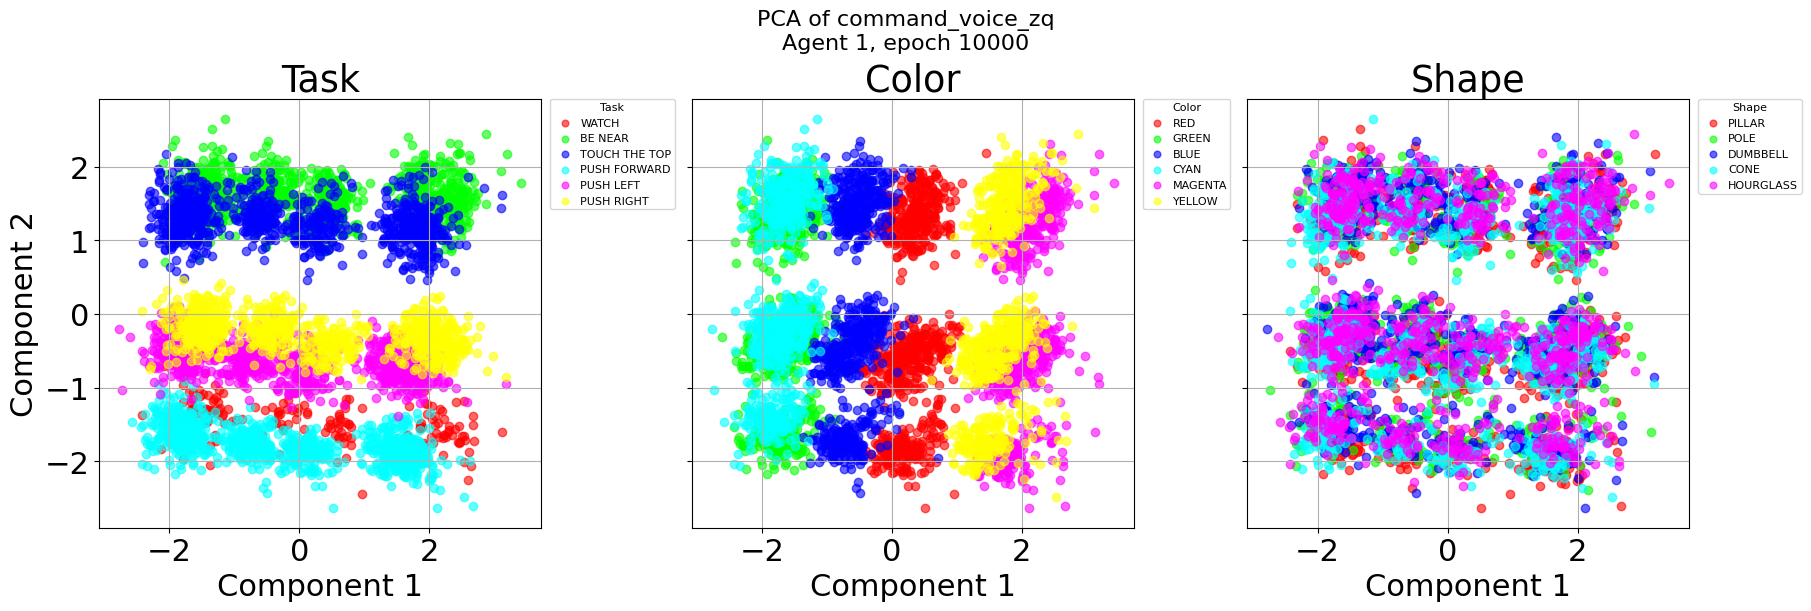 PCA of command_voice_zq
Agent 1, epoch 10000
Task
Component 2
2
1
0
−1
−2
−2
0
2
Component 1
Task
WATCH
BE NEAR
TOUCH THE TOP
PUSH FORWARD
PUSH LEFT
PUSH RIGHT
Color
−2
0
2
Component 1
Color
RED
GREEN
BLUE
CYAN
MAGENTA
YELLOW
Shape
−2
0
2
Component 1
Shape
PILLAR
POLE
DUMBBELL
CONE
HOURGLASS